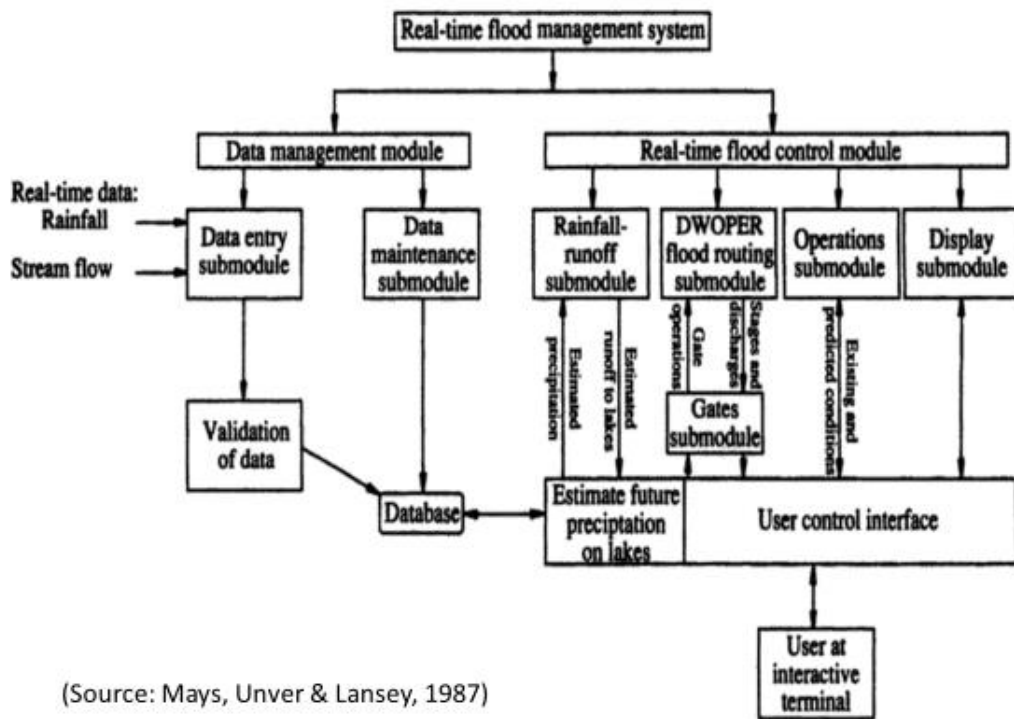 Real-time flood management system
Data management module
Real-time flood control module
Real-time data:
Rainfall
Stream flow
Data entry
submodule
Data
maintenance
submodule
Rainfall-
runoff
submodule
DWOPER
flood routing
submodule
Operations
submodule
Display
submodule
Estimated
precipitation
Estimated
runoff to lakes
Gate
operations
Stages and
discharges
Existing and
predicted conditions
Gates
submodule
Validation
of data
Database
Estimate future
preciptation
on lakes
User control interface
User at
interactive
terminal
(Source: Mays, Unver & Lansey, 1987)